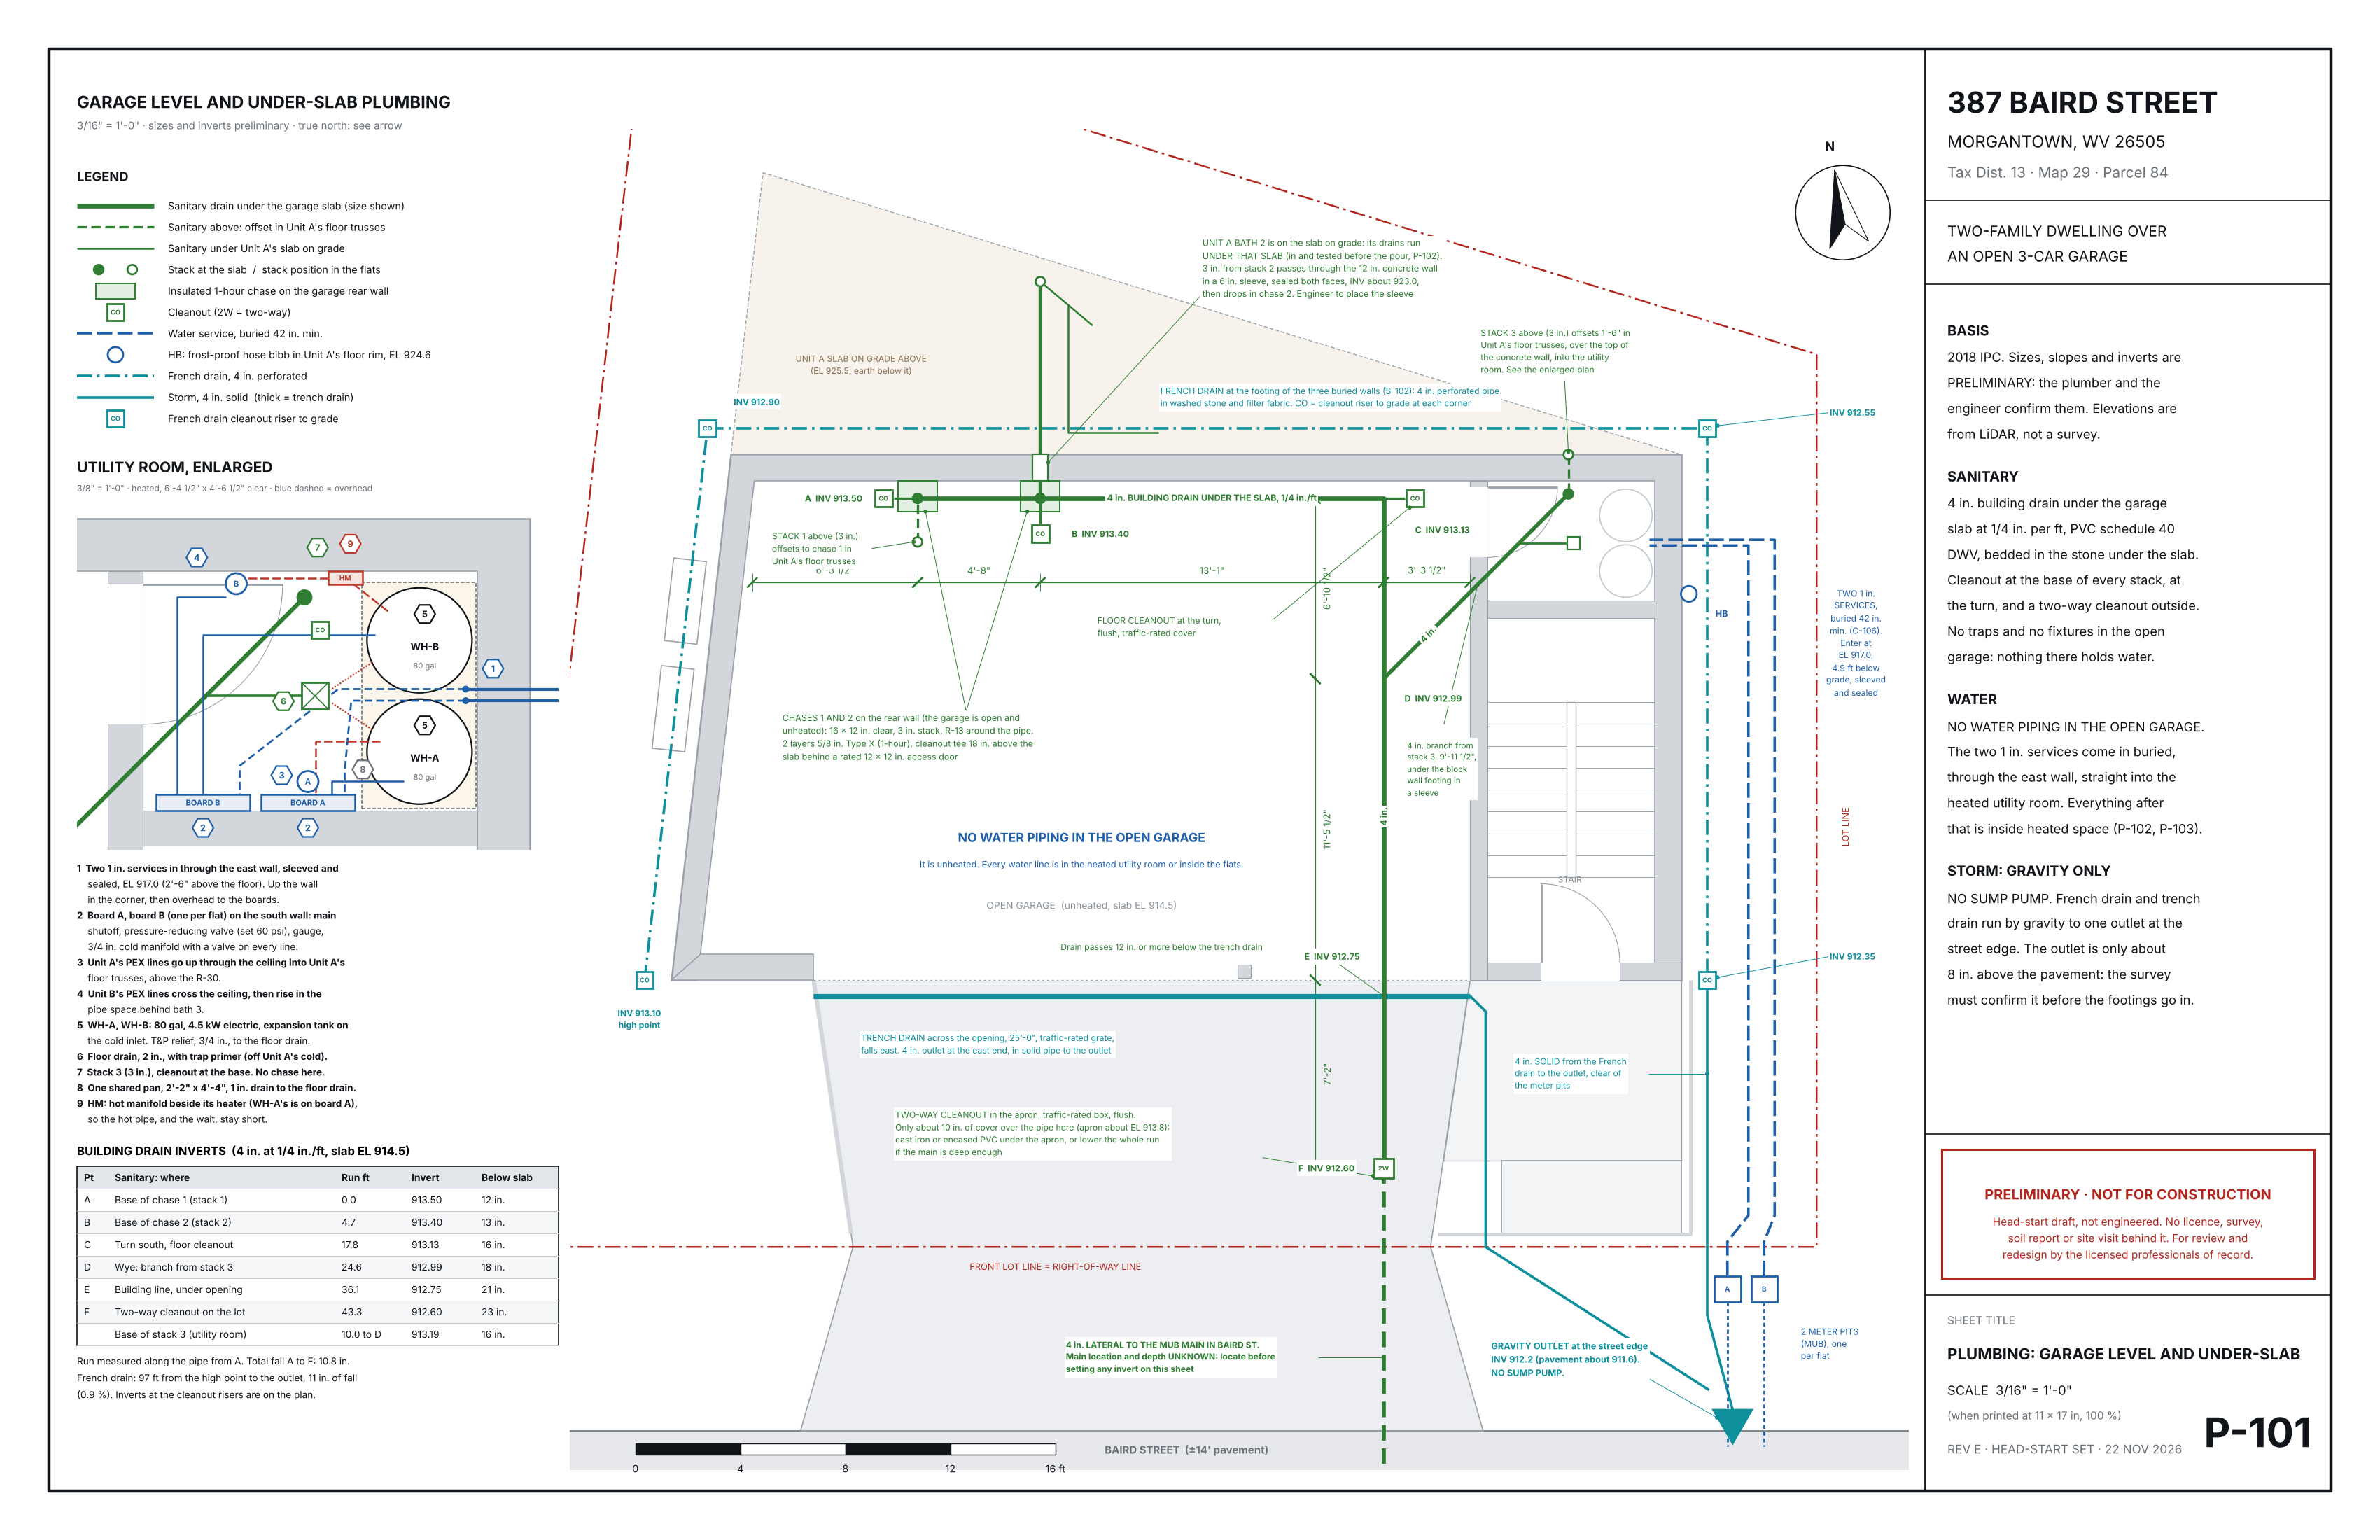 GARAGE LEVEL AND UNDER-SLAB PLUMBING
3/16" = 1'-0" · sizes and inverts preliminary · true north: see arrow
LEGEND
Sanitary drain under the garage slab (size shown)
Sanitary above: offset in Unit A's floor trusses
Sanitary under Unit A's slab on grade
Stack at the slab / stack position in the flats
Insulated 1-hour chase on the garage rear wall
CO
Cleanout (2W = two-way)
Water service, buried 42 in. min.
HB: frost-proof hose bibb in Unit A's floor rim, EL 924.6
French drain, 4 in. perforated
Storm, 4 in. solid (thick = trench drain)
CO
French drain cleanout riser to grade
UTILITY ROOM, ENLARGED
3/8" = 1'-0" · heated, 6'-4 1/2" x 4'-6 1/2" clear · blue dashed = overhead
4
7
9
B
HM
5
CO
WH-B
80 gal
1
6
5
WH-A
80 gal
3
A
8
BOARD B
BOARD A
2
2
1 Two 1 in. services in through the east wall, sleeved and
sealed, EL 917.0 (2'-6" above the floor). Up the wall
in the corner, then overhead to the boards.
2 Board A, board B (one per flat) on the south wall: main
shutoff, pressure-reducing valve (set 60 psi), gauge,
3/4 in. cold manifold with a valve on every line.
3 Unit A's PEX lines go up through the ceiling into Unit A's
floor trusses, above the R-30.
4 Unit B's PEX lines cross the ceiling, then rise in the
pipe space behind bath 3.
5 WH-A, WH-B: 80 gal, 4.5 kW electric, expansion tank on
the cold inlet. T&P relief, 3/4 in., to the floor drain.
6 Floor drain, 2 in., with trap primer (off Unit A's cold).
7 Stack 3 (3 in.), cleanout at the base. No chase here.
8 One shared pan, 2'-2" x 4'-4", 1 in. drain to the floor drain.
9 HM: hot manifold beside its heater (WH-A's is on board A),
so the hot pipe, and the wait, stay short.
BUILDING DRAIN INVERTS (4 in. at 1/4 in./ft, slab EL 914.5)
Pt Sanitary: where Run ft Invert Below slab
A Base of chase 1 (stack 1) 0.0 913.50 12 in.
B Base of chase 2 (stack 2) 4.7 913.40 13 in.
C Turn south, floor cleanout 17.8 913.13 16 in.
D Wye: branch from stack 3 24.6 912.99 18 in.
E Building line, under opening 36.1 912.75 21 in.
F Two-way cleanout on the lot 43.3 912.60 23 in.
Base of stack 3 (utility room) 10.0 to D 913.19 16 in.
Run measured along the pipe from A. Total fall A to F: 10.8 in.
French drain: 97 ft from the high point to the outlet, 11 in. of fall
(0.9 %). Inverts at the cleanout risers are on the plan.
N
UNIT A BATH 2 is on the slab on grade: its drains run
UNDER THAT SLAB (in and tested before the pour, P-102).
3 in. from stack 2 passes through the 12 in. concrete wall
in a 6 in. sleeve, sealed both faces, INV about 923.0,
then drops in chase 2. Engineer to place the sleeve
STACK 3 above (3 in.) offsets 1'-6" in
Unit A's floor trusses, over the top of
the concrete wall, into the utility
room. See the enlarged plan
UNIT A SLAB ON GRADE ABOVE
(EL 925.5; earth below it)
FRENCH DRAIN at the footing of the three buried walls (S-102): 4 in. perforated pipe
in washed stone and filter fabric. CO = cleanout riser to grade at each corner
INV 912.90
INV 912.55
CO
CO
A INV 913.50
CO
4 in. BUILDING DRAIN UNDER THE SLAB, 1/4 in./ft
CO
CO
B INV 913.40
C INV 913.13
STACK 1 above (3 in.)
offsets to chase 1 in
Unit A's floor trusses
4'-8"
13'-1"
3'-3 1/2"
6'-10 1/2"
HB
TWO 1 in.
SERVICES,
buried 42 in.
min. (C-106).
Enter at
EL 917.0,
4.9 ft below
grade, sleeved
and sealed
FLOOR CLEANOUT at the turn,
flush, traffic-rated cover
4 in.
D INV 912.99
CHASES 1 AND 2 on the rear wall (the garage is open and
unheated): 16 × 12 in. clear, 3 in. stack, R-13 around the pipe,
2 layers 5/8 in. Type X (1-hour), cleanout tee 18 in. above the
slab behind a rated 12 × 12 in. access door
4 in. branch from
stack 3, 9'-11 1/2",
under the block
wall footing in
a sleeve
11'-5 1/2"
4 in.
LOT LINE
NO WATER PIPING IN THE OPEN GARAGE
It is unheated. Every water line is in the heated utility room or inside the flats.
STAIR
OPEN GARAGE (unheated, slab EL 914.5)
Drain passes 12 in. or more below the trench drain
E INV 912.75
INV 912.35
CO
CO
INV 913.10
high point
TRENCH DRAIN across the opening, 25'-0", traffic-rated grate,
falls east. 4 in. outlet at the east end, in solid pipe to the outlet
7'-2"
4 in. SOLID from the French
drain to the outlet, clear of
the meter pits
TWO-WAY CLEANOUT in the apron, traffic-rated box, flush.
Only about 10 in. of cover over the pipe here (apron about EL 913.8):
cast iron or encased PVC under the apron, or lower the whole run
if the main is deep enough
F INV 912.60
2W
FRONT LOT LINE = RIGHT-OF-WAY LINE
A
B
2 METER PITS
(MUB), one
per flat
4 in. LATERAL TO THE MUB MAIN IN BAIRD ST.
Main location and depth UNKNOWN: locate before
setting any invert on this sheet
GRAVITY OUTLET at the street edge
INV 912.2 (pavement about 911.6).
NO SUMP PUMP.
BAIRD STREET (±14' pavement)
0 4 8 12 16 ft
387 BAIRD STREET
MORGANTOWN, WV 26505
Tax Dist. 13 · Map 29 · Parcel 84
TWO-FAMILY DWELLING OVER
AN OPEN 3-CAR GARAGE
BASIS
2018 IPC. Sizes, slopes and inverts are
PRELIMINARY: the plumber and the
engineer confirm them. Elevations are
from LiDAR, not a survey.
SANITARY
4 in. building drain under the garage
slab at 1/4 in. per ft, PVC schedule 40
DWV, bedded in the stone under the slab.
Cleanout at the base of every stack, at
the turn, and a two-way cleanout outside.
No traps and no fixtures in the open
garage: nothing there holds water.
WATER
NO WATER PIPING IN THE OPEN GARAGE.
The two 1 in. services come in buried,
through the east wall, straight into the
heated utility room. Everything after
that is inside heated space (P-102, P-103).
STORM: GRAVITY ONLY
NO SUMP PUMP. French drain and trench
drain run by gravity to one outlet at the
street edge. The outlet is only about
8 in. above the pavement: the survey
must confirm it before the footings go in.
PRELIMINARY · NOT FOR CONSTRUCTION
Head-start draft, not engineered. No licence, survey,
soil report or site visit behind it. For review and
redesign by the licensed professionals of record.
SHEET TITLE
PLUMBING: GARAGE LEVEL AND UNDER-SLAB
SCALE 3/16" = 1'-0"
(when printed at 11 × 17 in, 100 %)
REV E · HEAD-START SET · 22 NOV 2026
P-101